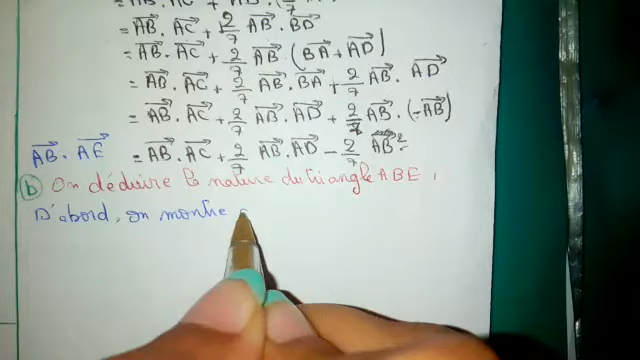 = AB . AC + 2/7 AB . BD
= AB . AC + 2/7 AB . (BA + AD)
= AB . AC + 2/7 AB . BA + 2/7 AB . AD
= AB . AC + 2/7 AB . AD + 2/7 AB . (-AB)
AB . AE = AB . AC + 2/7 AB . AD - 2/7 AB²
b) On déduire la nature du triangle ABE ,
D'abord, on montre